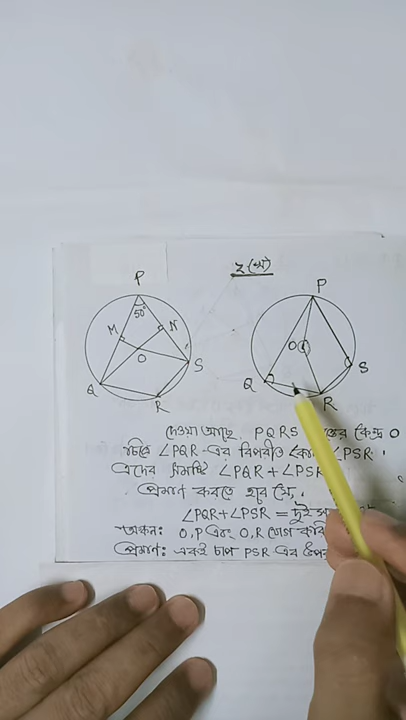 ২(খ)
P
50°
M
N
O
Q
S
R
P
O
Q
S
R
দেওয়া আছে, PQRS কেন্দ্র O
চিত্রে ∠PQR-এর বিপরীত ∠PSR
এদের সমষ্টি ∠PQR + ∠PSR
প্রমাণ করতে হবে যে,
∠PQR + ∠PSR = দুই
অঙ্কন: O, P এবং O, R যোগ করি
প্রমাণ: একই চাপ PSR এর উপর